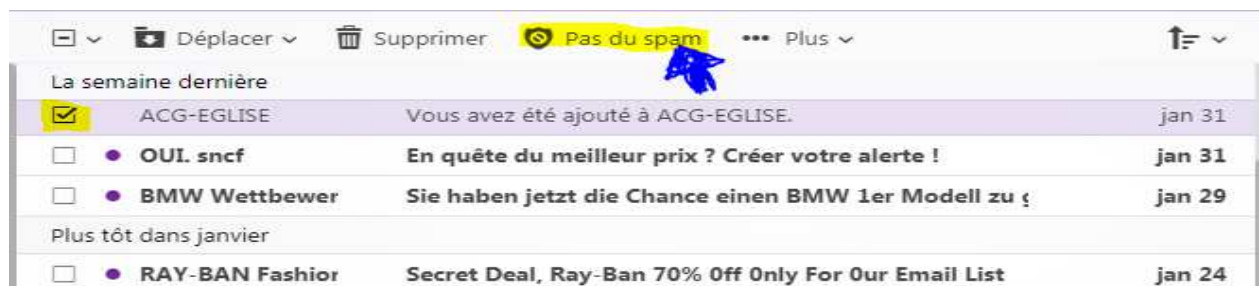 Déplacer Supprimer Pas du spam ••• Plus
La semaine dernière
ACG-EGLISE Vous avez été ajouté à ACG-EGLISE. jan 31
OUI. sncf En quête du meilleur prix ? Créer votre alerte ! jan 31
BMW Wettbewer Sie haben jetzt die Chance einen BMW 1er Modell zu g jan 29
Plus tôt dans janvier
RAY-BAN Fashior Secret Deal, Ray-Ban 70% 0ff 0nly For 0ur Email List jan 24